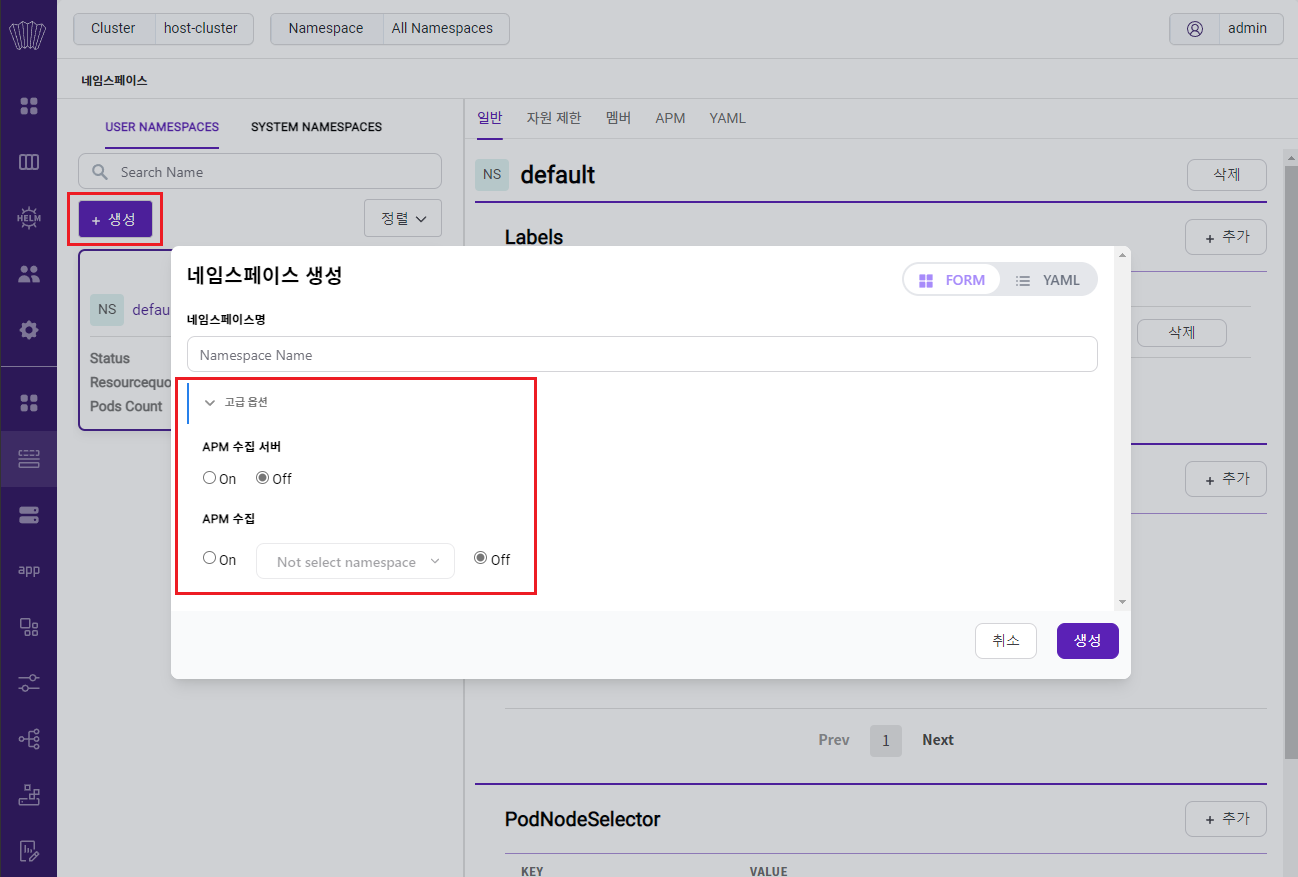 Cluster host-cluster Namespace All Namespaces admin
네임스페이스
USER NAMESPACES SYSTEM NAMESPACES
일반 자원 제한 멤버 APM YAML
Search Name
NS default 삭제
+ 생성 정렬
Labels + 추가
네임스페이스 생성 FORM YAML
네임스페이스명
Namespace Name
고급 옵션
APM 수집 서버
On Off
APM 수집
On Not select namespace Off
취소 생성
NS defau
Status
Resourcequo
Pods Count
삭제
+ 추가
HELM
app
Prev 1 Next
PodNodeSelector + 추가
KEY VALUE